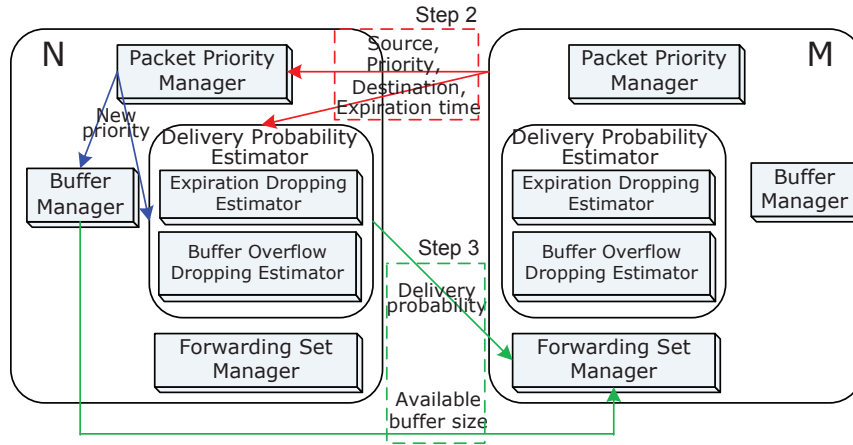 Step 2
N
Packet Priority
Manager
Source,
Priority,
Destination,
Expiration time
M
Packet Priority
Manager
New
priority
Delivery Probability
Estimator
Expiration Dropping
Estimator
Buffer Overflow
Dropping Estimator
Buffer
Manager
Delivery Probability
Estimator
Expiration Dropping
Estimator
Buffer Overflow
Dropping Estimator
Buffer
Manager
Step 3
Delivery
probability
Forwarding Set
Manager
Forwarding Set
Manager
Available
buffer size